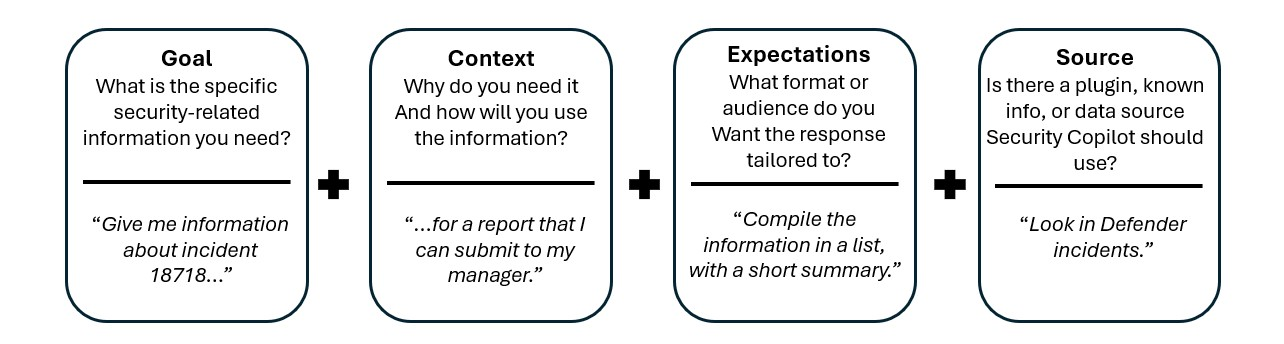 Goal
What is the specific
security-related
information you need?
“Give me information
about incident
18718...”
Context
Why do you need it
And how will you use
the information?
“...for a report that I
can submit to my
manager.”
Expectations
What format or
audience do you
Want the response
tailored to?
“Compile the
information in a list,
with a short summary.”
Source
Is there a plugin, known
info, or data source
Security Copilot should
use?
“Look in Defender
incidents.”